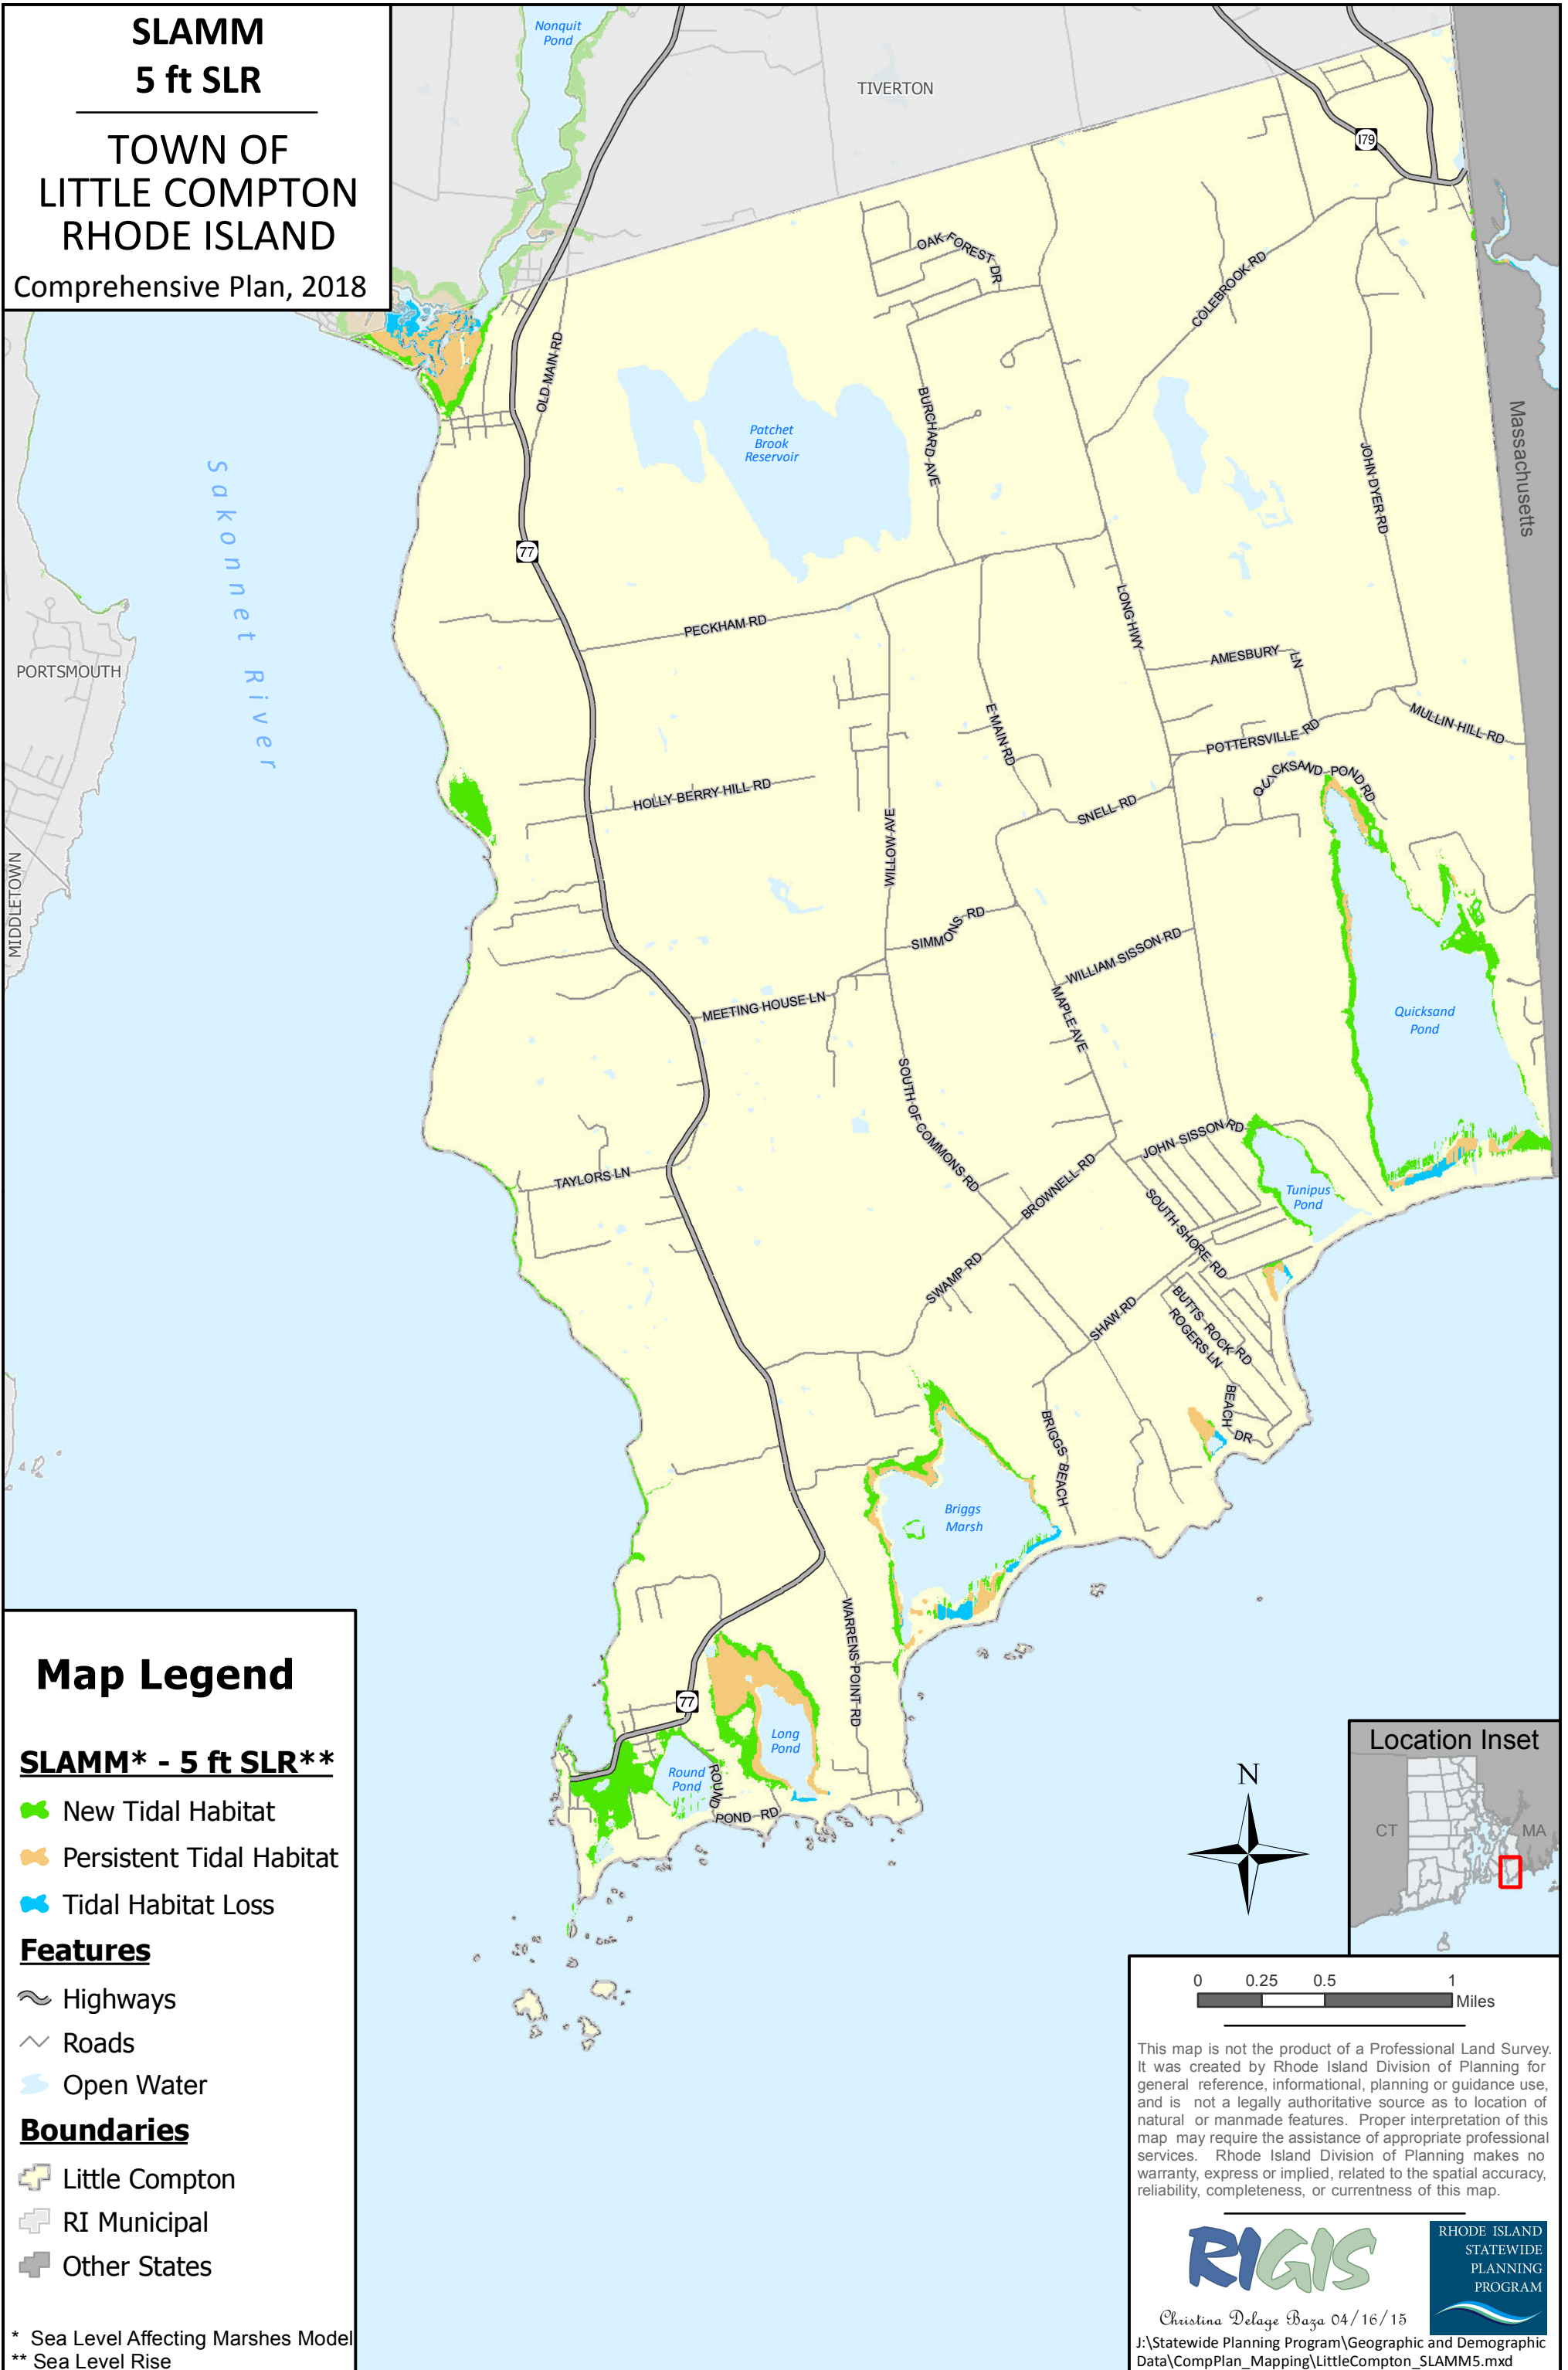 SLAMM
5 ft SLR
TOWN OF
LITTLE COMPTON
RHODE ISLAND
Comprehensive Plan, 2018
Nonquit
Pond
TIVERTON
179
OAK FOREST DR
COLEBROOK RD
OLD MAIN RD
BURCHARD AVE
Patchet
Brook
Reservoir
JOHN DYER RD
Massachusetts
Sakonnet River
77
PECKHAM RD
LONG HWY
PORTSMOUTH
AMESBURY LN
E MAIN RD
MULLIN HILL RD
POTTERSVILLE RD
QUICKSAND POND RD
HOLLY BERRY HILL RD
SNELL RD
WILLOW AVE
MIDDLETOWN
SIMMONS RD
WILLIAM SISSON RD
MEETING HOUSE LN
MAPLE AVE
Quicksand
Pond
SOUTH OF COMMONS RD
JOHN SISSON RD
TAYLORS LN
BROWNELL RD
Tunipus
Pond
SOUTH SHORE RD
SWAMP RD
SHAW RD
BUTTS ROCK RD
ROGERS LN
BEACH DR
BRIGGS BEACH
Briggs
Marsh
WARRENS POINT RD
77
Long
Pond
Round
Pond
ROUND POND RD
Map Legend
SLAMM* - 5 ft SLR**
New Tidal Habitat
Persistent Tidal Habitat
Tidal Habitat Loss
Features
Highways
Roads
Open Water
Boundaries
Little Compton
RI Municipal
Other States
* Sea Level Affecting Marshes Model
** Sea Level Rise
N
Location Inset
CT
MA
0 0.25 0.5 1
Miles
This map is not the product of a Professional Land Survey.
It was created by Rhode Island Division of Planning for
general reference, informational, planning or guidance use,
and is not a legally authoritative source as to location of
natural or manmade features. Proper interpretation of this
map may require the assistance of appropriate professional
services. Rhode Island Division of Planning makes no
warranty, express or implied, related to the spatial accuracy,
reliability, completeness, or currentness of this map.
RIGIS
RHODE ISLAND
STATEWIDE
PLANNING
PROGRAM
Christina Delage Baza 04/16/15
J:\Statewide Planning Program\Geographic and Demographic
Data\CompPlan_Mapping\LittleCompton_SLAMM5.mxd